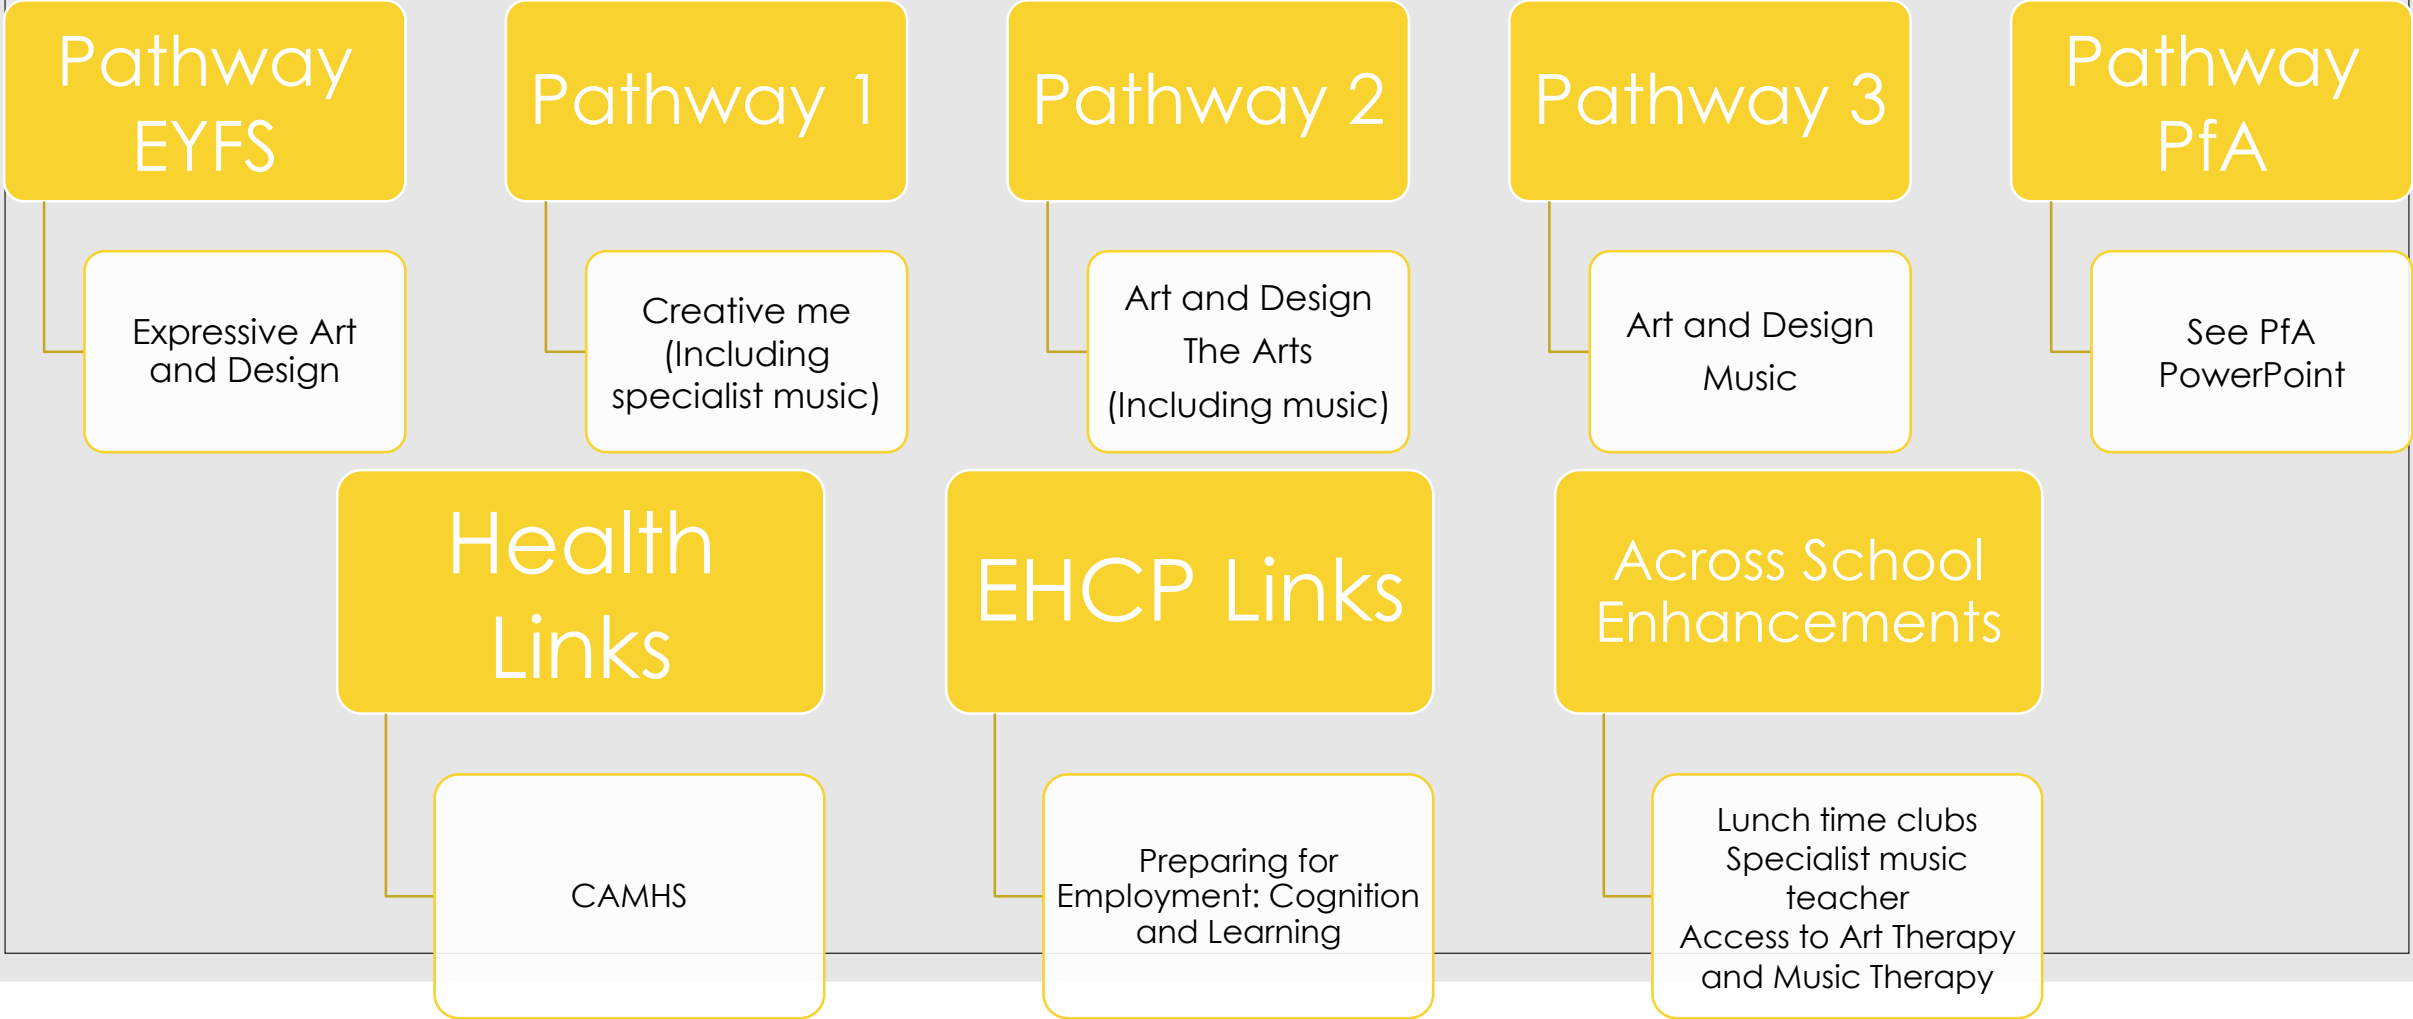 Pathway
EYFS
Pathway 1
Pathway 2
Pathway 3
Pathway
PfA
Expressive Art
and Design
Creative me
(Including
specialist music)
Art and Design
The Arts
(Including music)
Art and Design
Music
See PfA
PowerPoint
Health
Links
EHCP Links
Across School
Enhancements
CAMHS
Preparing for
Employment: Cognition
and Learning
Lunch time clubs
Specialist music
teacher
Access to Art Therapy
and Music Therapy